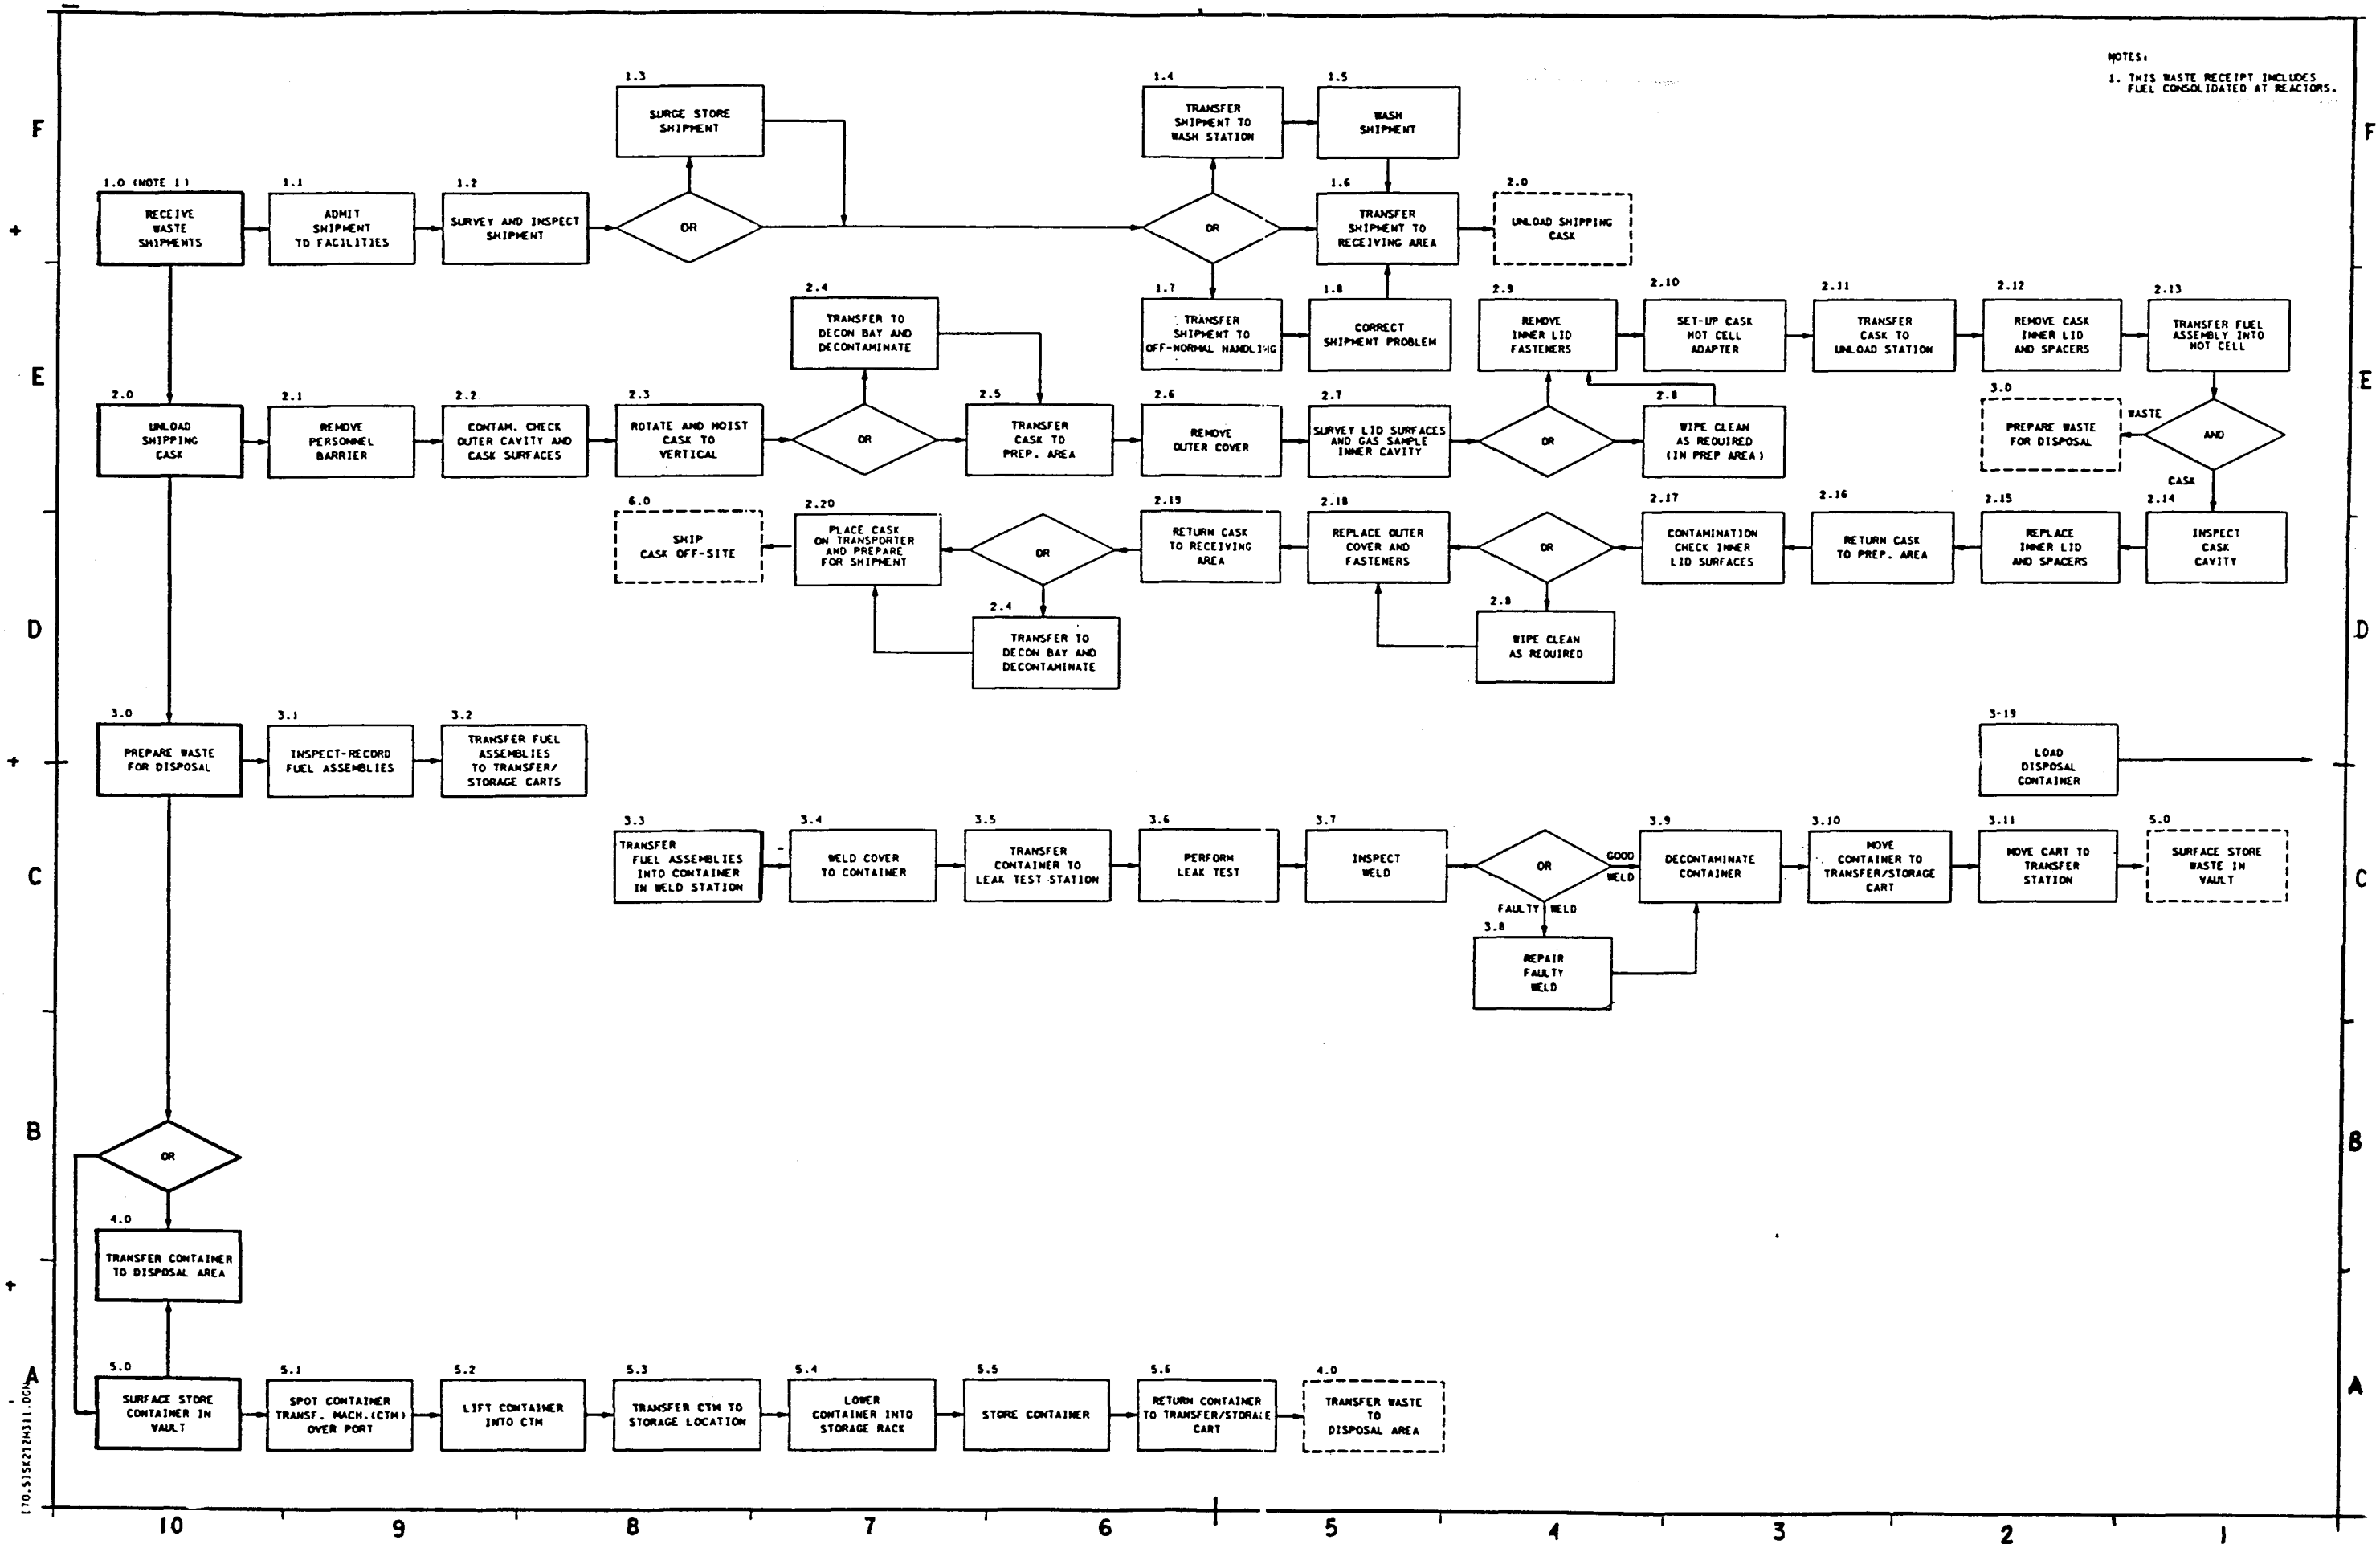 NOTES:
1. THIS WASTE RECEIPT INCLUDES
FUEL CONSOLIDATED AT REACTORS.
F
F
1.3
SURGE STORE
SHIPMENT
1.4
TRANSFER
SHIPMENT TO
WASH STATION
1.5
WASH
SHIPMENT
1.0 (NOTE 1)
RECEIVE
WASTE
SHIPMENTS
1.1
ADMIT
SHIPMENT
TO FACILITIES
1.2
SURVEY AND INSPECT
SHIPMENT
OR
OR
1.6
TRANSFER
SHIPMENT TO
RECEIVING AREA
2.0
UNLOAD SHIPPING
CASK
E
E
2.4
TRANSFER TO
DECON BAY AND
DECONTAMINATE
1.7
TRANSFER
SHIPMENT TO
OFF-NORMAL HANDLING
1.8
CORRECT
SHIPMENT PROBLEM
2.9
REMOVE
INNER LID
FASTENERS
2.10
SET-UP CASK
HOT CELL
ADAPTER
2.11
TRANSFER
CASK TO
UNLOAD STATION
2.12
REMOVE CASK
INNER LID
AND SPACERS
2.13
TRANSFER FUEL
ASSEMBLY INTO
HOT CELL
2.0
UNLOAD
SHIPPING
CASK
2.1
REMOVE
PERSONNEL
BARRIER
2.2
CONTAM. CHECK
OUTER CAVITY AND
CASK SURFACES
2.3
ROTATE AND HOIST
CASK TO
VERTICAL
OR
2.5
TRANSFER
CASK TO
PREP. AREA
2.6
REMOVE
OUTER COVER
2.7
SURVEY LID SURFACES
AND GAS SAMPLE
INNER CAVITY
OR
2.8
WIPE CLEAN
AS REQUIRED
(IN PREP AREA)
3.0
PREPARE WASTE
FOR DISPOSAL
WASTE
AND
CASK
6.0
SHIP
CASK OFF-SITE
2.20
PLACE CASK
ON TRANSPORTER
AND PREPARE
FOR SHIPMENT
OR
2.19
RETURN CASK
TO RECEIVING
AREA
2.18
REPLACE OUTER
COVER AND
FASTENERS
OR
2.17
CONTAMINATION
CHECK INNER
LID SURFACES
2.16
RETURN CASK
TO PREP. AREA
2.15
REPLACE
INNER LID
AND SPACERS
2.14
INSPECT
CASK
CAVITY
D
D
2.4
TRANSFER TO
DECON BAY AND
DECONTAMINATE
2.8
WIPE CLEAN
AS REQUIRED
3.0
PREPARE WASTE
FOR DISPOSAL
3.1
INSPECT-RECORD
FUEL ASSEMBLIES
3.2
TRANSFER FUEL
ASSEMBLIES
TO TRANSFER/
STORAGE CARTS
3-19
LOAD
DISPOSAL
CONTAINER
C
C
3.3
TRANSFER
FUEL ASSEMBLIES
INTO CONTAINER
IN WELD STATION
3.4
WELD COVER
TO CONTAINER
3.5
TRANSFER
CONTAINER TO
LEAK TEST STATION
3.6
PERFORM
LEAK TEST
3.7
INSPECT
WELD
OR
GOOD
WELD
FAULTY WELD
3.9
DECONTAMINATE
CONTAINER
3.10
MOVE
CONTAINER TO
TRANSFER/STORAGE
CART
3.11
MOVE CART TO
TRANSFER
STATION
5.0
SURFACE STORE
WASTE IN
VAULT
3.8
REPAIR
FAULTY
WELD
B
B
OR
4.0
TRANSFER CONTAINER
TO DISPOSAL AREA
A
A
5.0
SURFACE STORE
CONTAINER IN
VAULT
5.1
SPOT CONTAINER
TRANSF. MACH.(CTM)
OVER PORT
5.2
LIFT CONTAINER
INTO CTM
5.3
TRANSFER CTM TO
STORAGE LOCATION
5.4
LOWER
CONTAINER INTO
STORAGE RACK
5.5
STORE CONTAINER
5.6
RETURN CONTAINER
TO TRANSFER/STORAGE
CART
4.0
TRANSFER WASTE
TO
DISPOSAL AREA
10 9 8 7 6 5 4 3 2 1